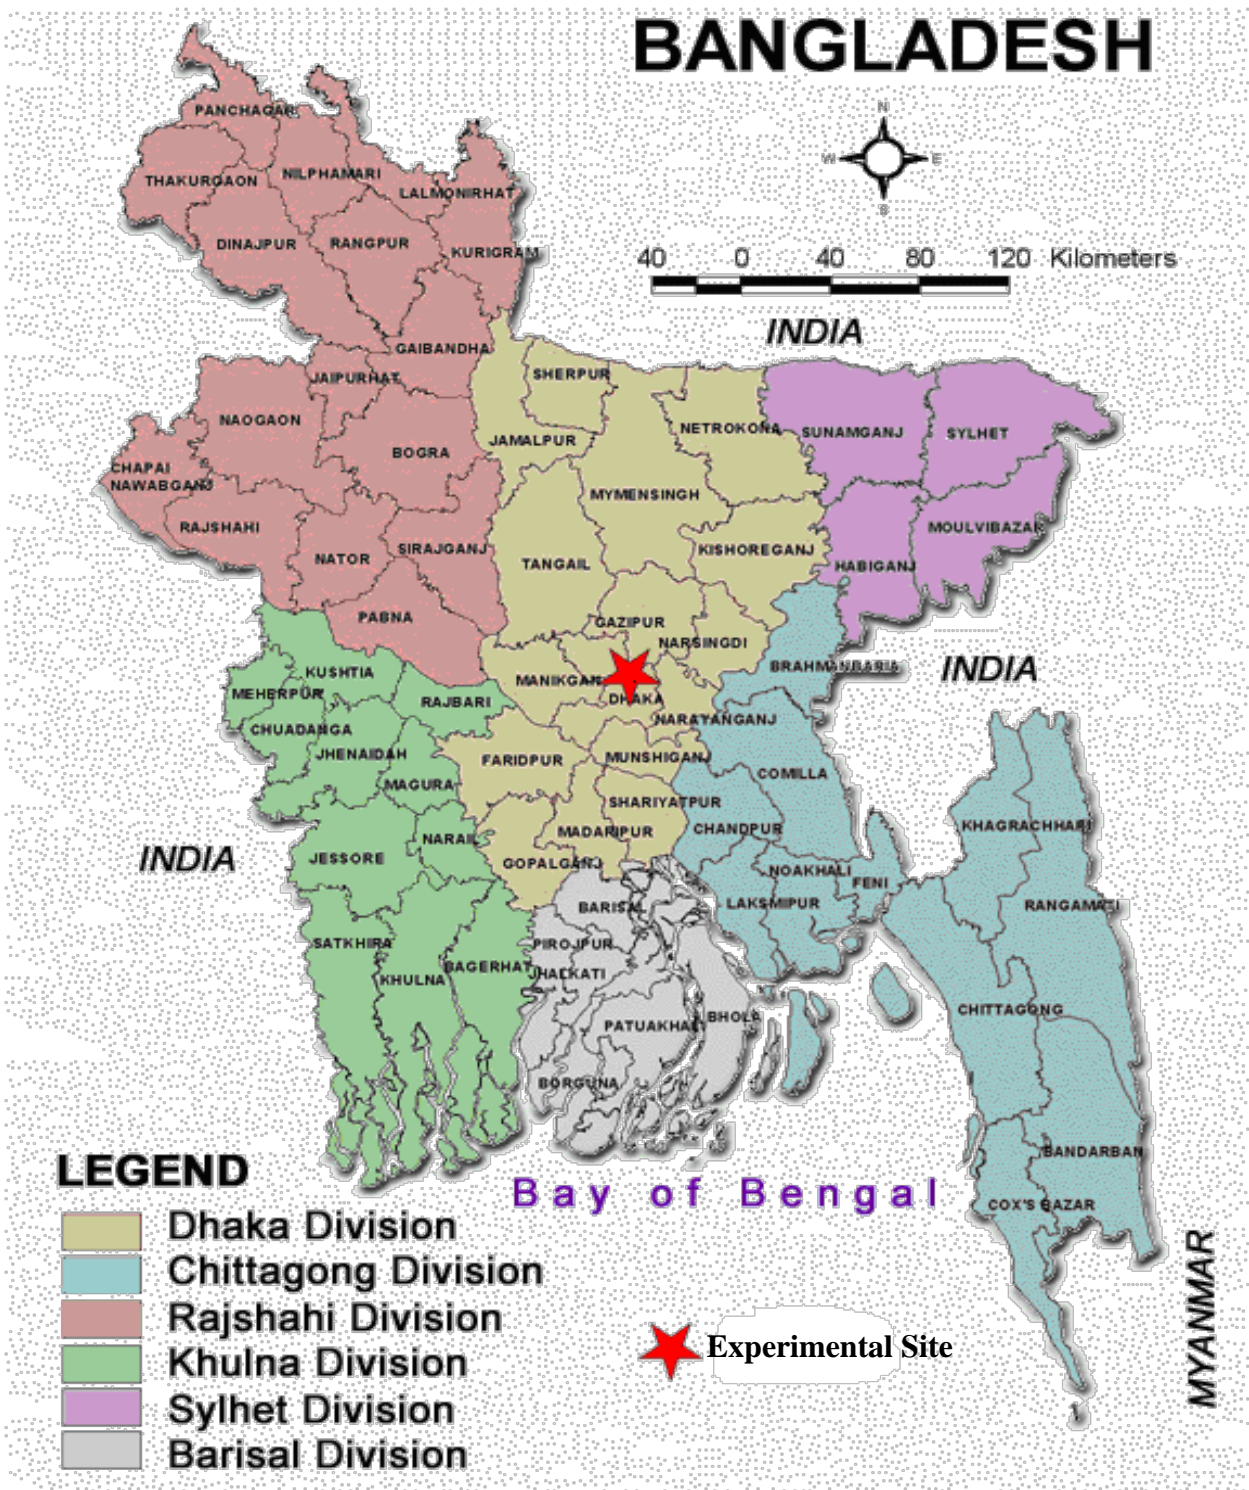 BANGLADESH
N
W E
S
40 0 40 80 120 Kilometers
INDIA
PANCHAGAR
THAKURGAON
NILPHAMARI
LALMONIRHAT
DINAJPUR
RANGPUR
KURIGRAM
GAIBANDHA
JAIPURHAT
NAOGAON
BOGRA
CHAPAI
NAWABGANJ
RAJSHAHI
NATOR
SIRAJGANJ
PABNA
SHERPUR
JAMALPUR
NETROKONA
MYMENSINGH
TANGAIL
KISHOREGANJ
GAZIPUR
NARSINGDI
MANIKGANJ
DHAKA
NARAYANGANJ
FARIDPUR
MUNSHIGANJ
SHARIYATPUR
MADARIPUR
GOPALGANJ
SUNAMGANJ
SYLHET
MOULVIBAZAR
HABIGANJ
BRAHMANBARIA
INDIA
KUSHTIA
MEHERPUR
RAJBARI
CHUADANGA
JHENAIDAH
MAGURA
NARAIL
JESSORE
SATKHIRA
KHULNA
BAGERHAT
INDIA
COMILLA
CHANDPUR
NOAKHALI
FENI
LAKSMIPUR
KHAGRACHHARI
RANGAMATI
CHITTAGONG
BANDARBAN
COX'S BAZAR
BARISAL
PIROJPUR
JHALKATI
PATUAKHALI
BHOLA
BORGUNA
Bay of Bengal
MYANMAR
LEGEND
Dhaka Division
Chittagong Division
Rajshahi Division
Khulna Division
Sylhet Division
Barisal Division
Experimental Site